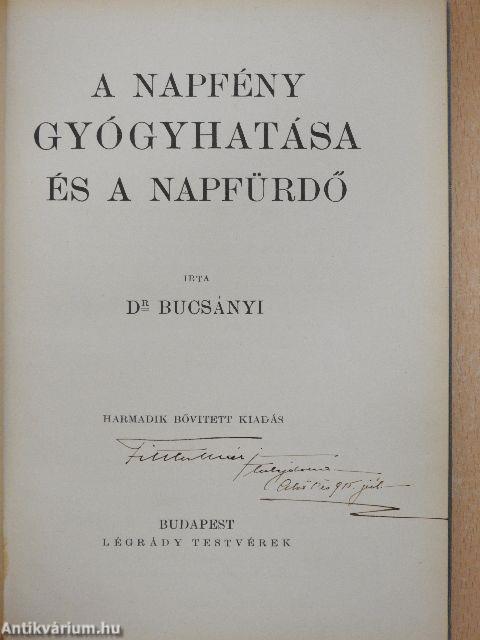 A NAPFÉNY
GYÓGYHATÁSA
ÉS A NAPFÜRDŐ
IRTA
DR BUCSÁNYI
HARMADIK BŐVITETT KIADÁS
BUDAPEST
LÉGRÁDY TESTVÉREK
Antikvárium.hu